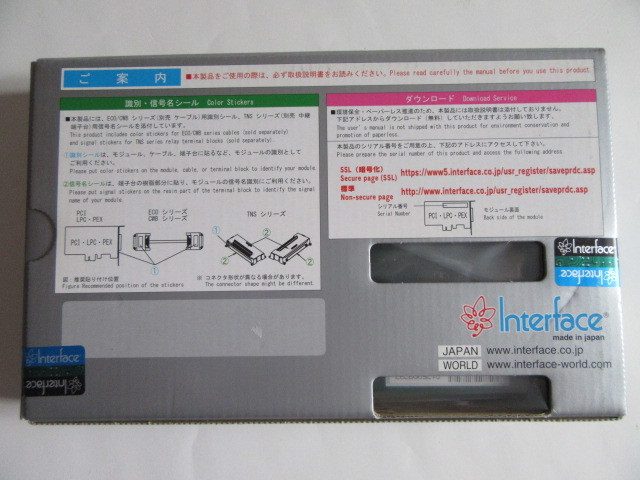 ご 案 内
■本製品をご使用の際は、必ず取扱説明書をお読みください。Please read carefully the manual before you use this product.
識別・信号名シール Color Stickers
■本製品には、ECO/CWB シリーズ(別売 ケーブル)用識別シール、TNS シリーズ(別売 中継
端子台)用信号名シールを添付しています。
This product includes color stickers for ECO/CWB series cables (sold separately)
and signal stickers for TNS series relay terminal blocks (sold separately).
①識別シールは、モジュール、ケーブル、端子台に貼るなど、モジュールの識別として
ご利用ください。
Please put color stickers on the module, cable or terminal block to identify your module.
②信号名シールは、端子台の樹脂部分に貼り、モジュールの信号名識別にご利用ください。
Please put signal stickers on the resin part of the terminal block to identify the signal
name of your module.
PCI
LPC・PEX
ECO シリーズ
CWB シリーズ
TNS シリーズ
PCI・LPC・PEX
①
①
②
②
②
図:推奨貼り付け位置
Figure Recommended position of the stickers
※ コネクタ形状が異なる場合があります。
The connector shape might be different.
ダウンロード Download Service
■環境保全・ペーパーレス推進のため、本製品には取扱説明書は添付しておりません。
下記アドレスからダウンロード(無料)していただきますようお願い致します。
The user's manual is not shipped with this product for environment conservation and
promotion of paperless.
本製品のシリアル番号をご用意の上、下記のアドレスにアクセスして下さい。
Please prepare the serial number of this product and access the following address.
SSL (暗号化)
Secure page (SSL)
https://www5.interface.co.jp/usr_register/saveprdc.asp
標準
Non-secure page
http://www.interface.co.jp/usr_register/saveprdc.asp
シリアル番号
Serial Number
PCI・LPC・PEX
モジュール裏面
Back side of the module
Interface
Interface
made in japan
JAPAN www.interface.co.jp
WORLD www.interface-world.com
Interface
Interface